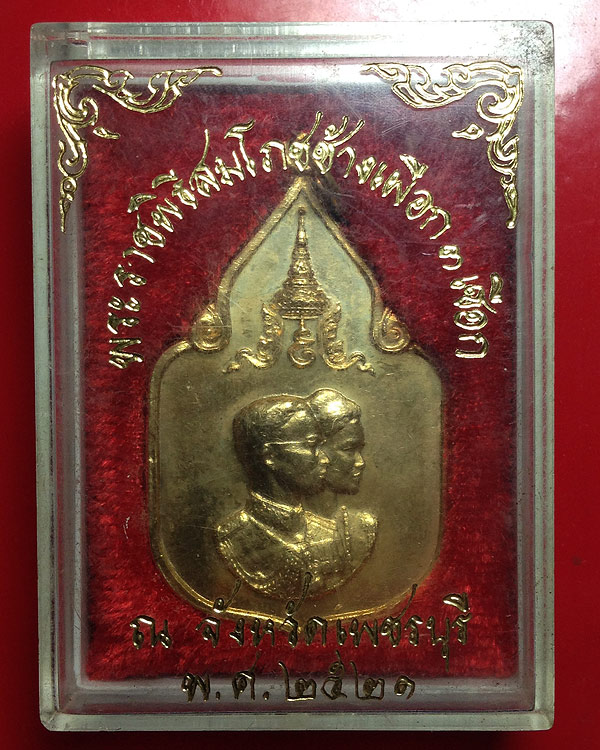 พระราชพิธีสมโภชช้างเผือก ๓ เชือก
ณ จังหวัดเพชรบุรี
พ.ศ. ๒๕๒๑